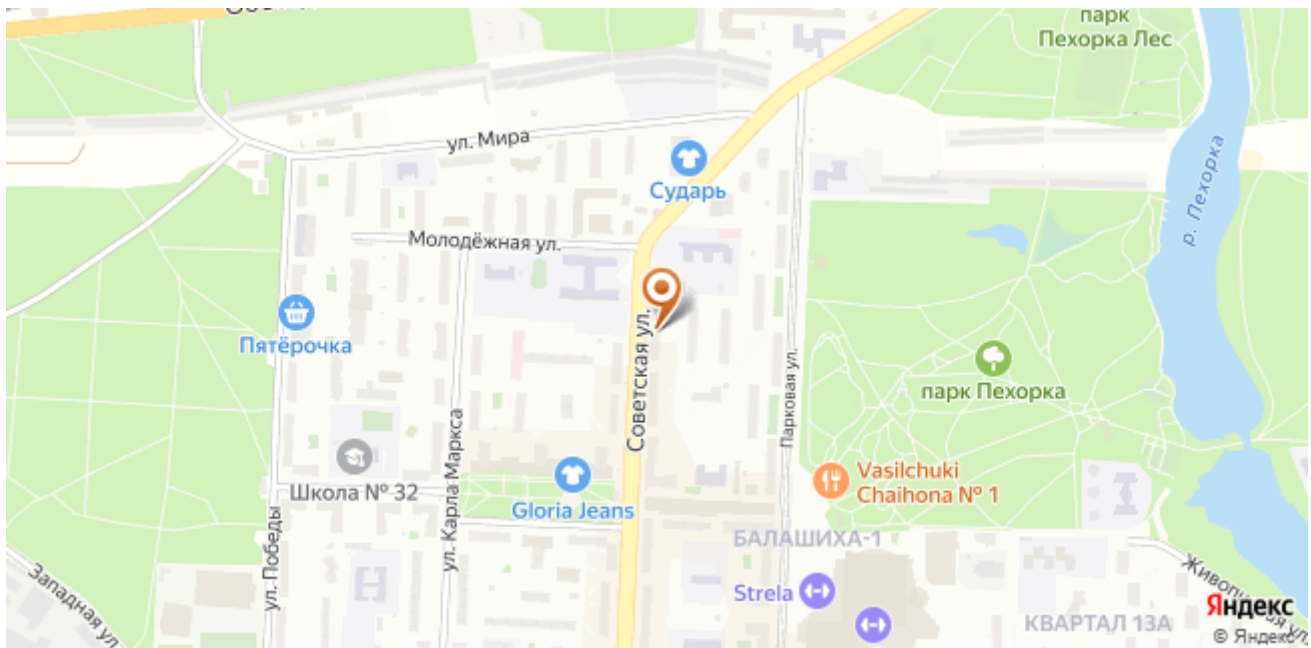 парк
Пехорка Лес
ул. Мира
Сударь
р. Пехорка
Молодёжная ул.
Пятёрочка
Советская ул.
Парковая ул.
парк Пехорка
ул. Карла Маркса
Школа № 32
Gloria Jeans
Vasilchuki
Chaihona № 1
ул. Победы
БАЛАШИХА-1
Западная ул.
Strela
КВАРТАЛ 13А
Яндекс
© Яндекс